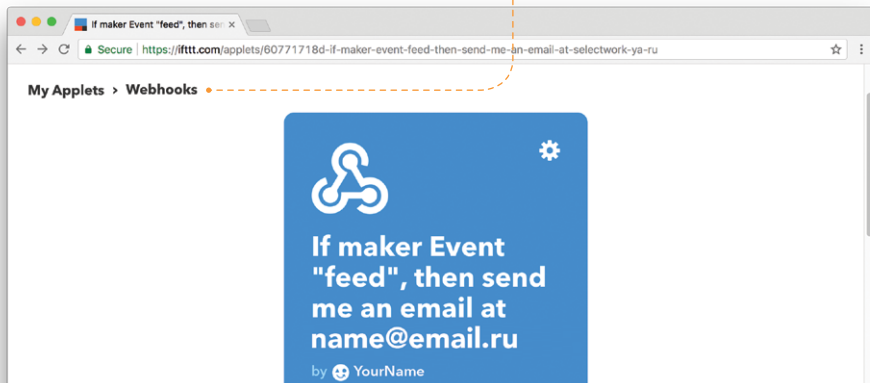 If maker Event "feed", then sen
Secure https://ifttt.com/applets/60771718d-if-maker-event-feed-then-send-me-an-email-at-selectwork-ya-ru
My Applets > Webhooks
If maker Event
"feed", then send
me an email at
name@email.ru
by YourName